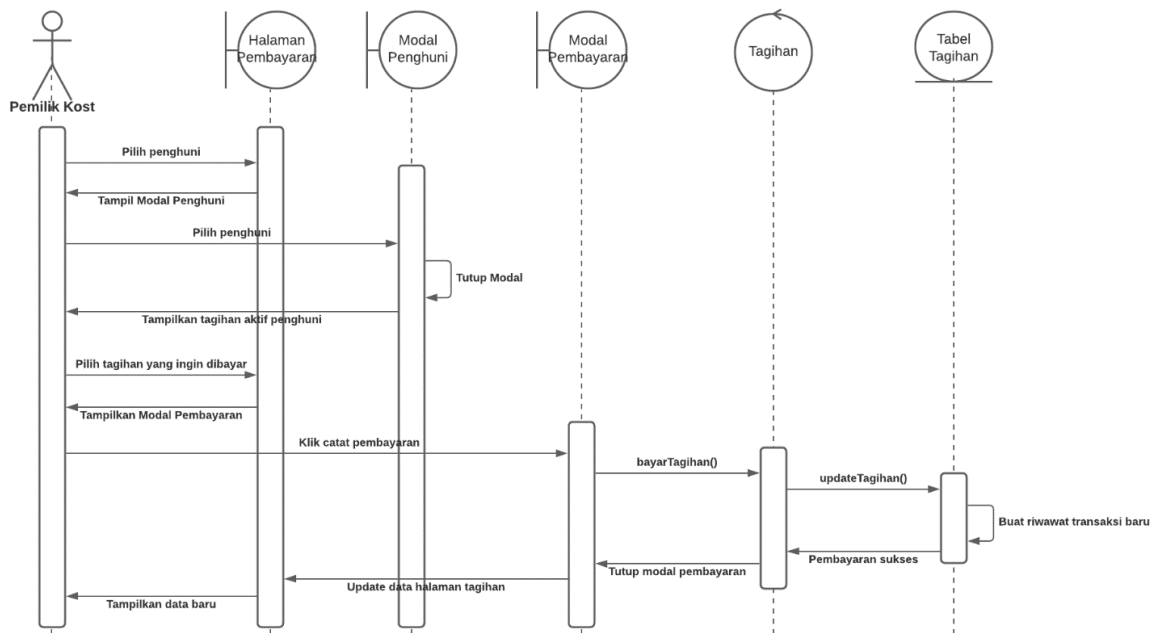 Halaman
Pembayaran
Modal
Penghuni
Modal
Pembayaran
Tagihan
Tabel
Tagihan
Pemilik Kost
Pilih penghuni
Tampil Modal Penghuni
Pilih penghuni
Tutup Modal
Tampilkan tagihan aktif penghuni
Pilih tagihan yang ingin dibayar
Tampilkan Modal Pembayaran
Klik catat pembayaran
bayarTagihan()
updateTagihan()
Buat riwawat transaksi baru
Pembayaran sukses
Tutup modal pembayaran
Update data halaman tagihan
Tampilkan data baru